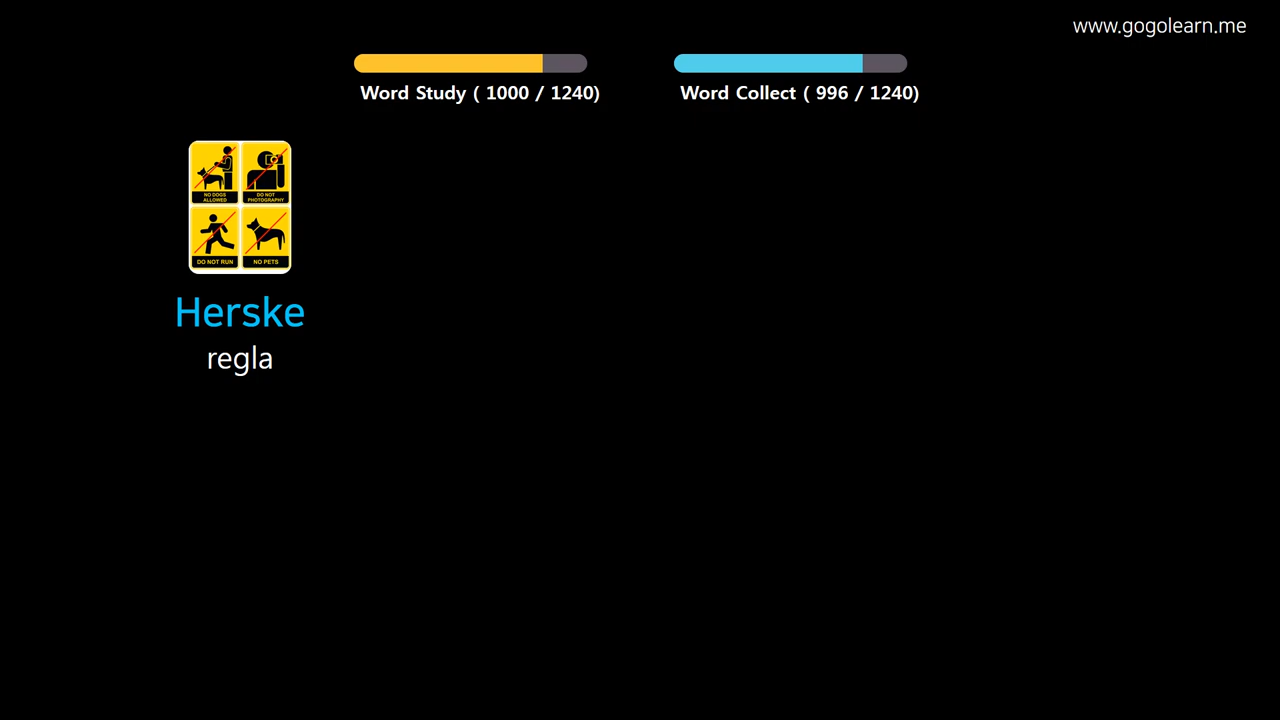 www.gogolearn.me
Word Study ( 1000 / 1240)
Word Collect ( 996 / 1240)
NO DOGS
ALLOWED
DO NOT
PHOTOGRAPHY
DO NOT RUN
NO PETS
Herske
regla